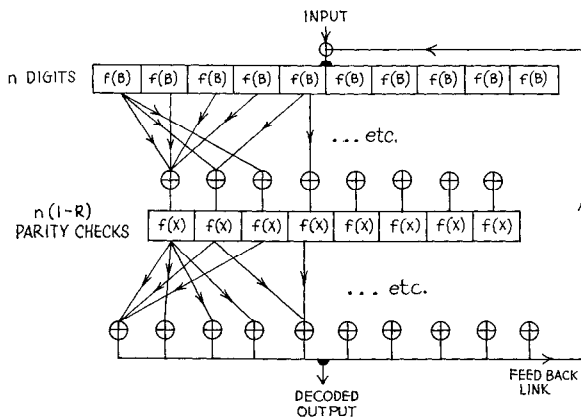 INPUT
n DIGITS f(B) f(B) f(B) f(B) f(B) f(B) f(B) f(B) f(B) f(B)
...etc.
n(1-R)
PARITY CHECKS f(x) f(x) f(x) f(x) f(x) f(x) f(x) f(x)
...etc.
DECODED
OUTPUT
FEED BACK
LINK